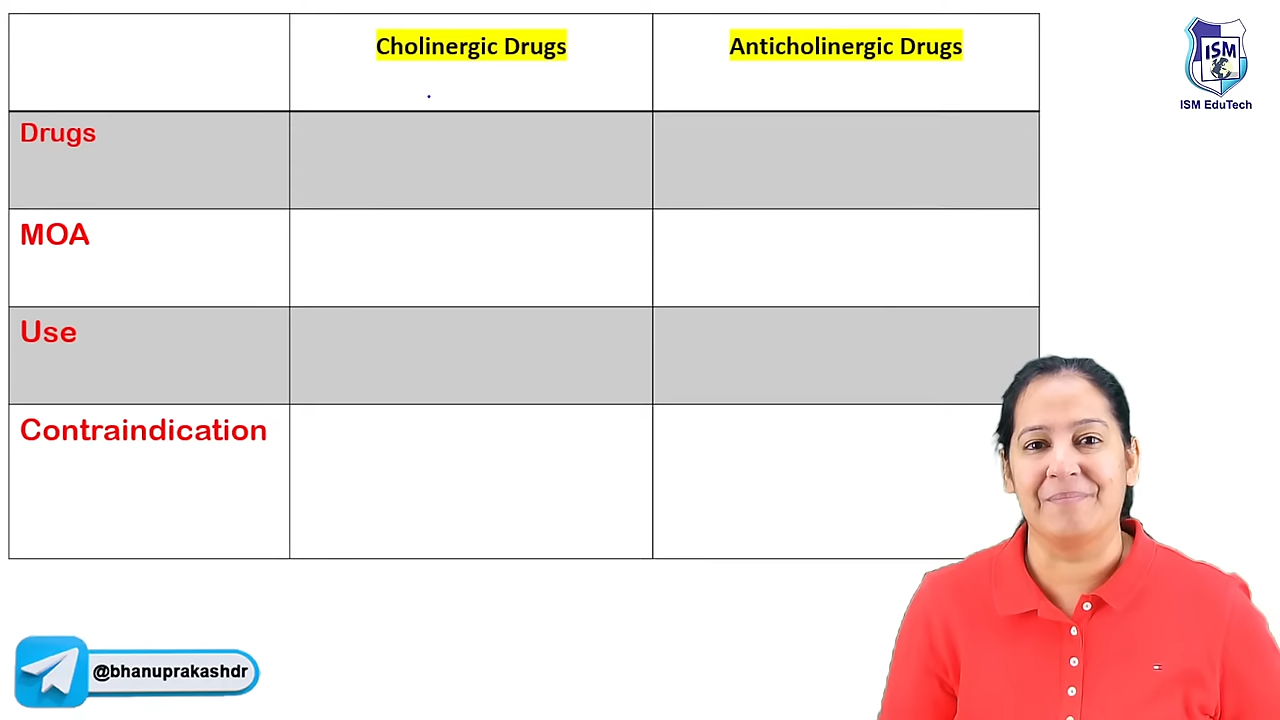 Cholinergic Drugs
Anticholinergic Drugs
ISM
ISM EduTech
Drugs
MOA
Use
Contraindication
@bhanuprakashdr